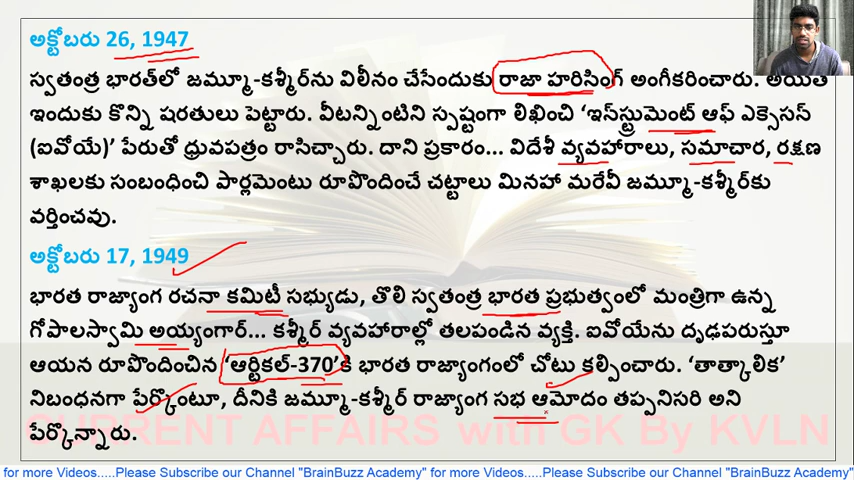 అక్టోబరు 26, 1947
స్వతంత్ర భారత్‌లో జమ్మూ-కశ్మీర్‌ను విలీనం చేసేందుకు రాజా హరిసింగ్ అంగీకరించారు. అయితే
ఇందుకు కొన్ని షరతులు పెట్టారు. వీటన్నింటిని స్పష్టంగా లిఖించి ‘ఇన్‌స్ట్రుమెంట్ ఆఫ్ ఎక్సెసస్
(ఐవోయే)’ పేరుతో ధ్రువపత్రం రాసిచ్చారు. దాని ప్రకారం... విదేశీ వ్యవహారాలు, సమాచార, రక్షణ
శాఖలకు సంబంధించి పార్లమెంటు రూపొందించే చట్టాలు మినహా మరేవీ జమ్మూ-కశ్మీర్‌కు
వర్తించవు.
అక్టోబరు 17, 1949
భారత రాజ్యాంగ రచనా కమిటీ సభ్యుడు, తొలి స్వతంత్ర భారత ప్రభుత్వంలో మంత్రిగా ఉన్న
గోపాలస్వామి అయ్యంగార్... కశ్మీర్ వ్యవహారాల్లో తలపండిన వ్యక్తి. ఐవోయేను దృఢపరుస్తూ
ఆయన రూపొందించిన ‘ఆర్టికల్-370’కి భారత రాజ్యాంగంలో చోటు కల్పించారు. ‘తాత్కాలిక’
నిబంధనగా పేర్కొంటూ, దీనికి జమ్మూ-కశ్మీర్ రాజ్యాంగ సభ ఆమోదం తప్పనిసరి అని
పేర్కొన్నారు.
CURRENT AFFAIRS with GK By KVLN
for more Videos.....Please Subscribe our Channel "BrainBuzz Academy" for more Videos.....Please Subscribe our Channel "BrainBuzz Academy"